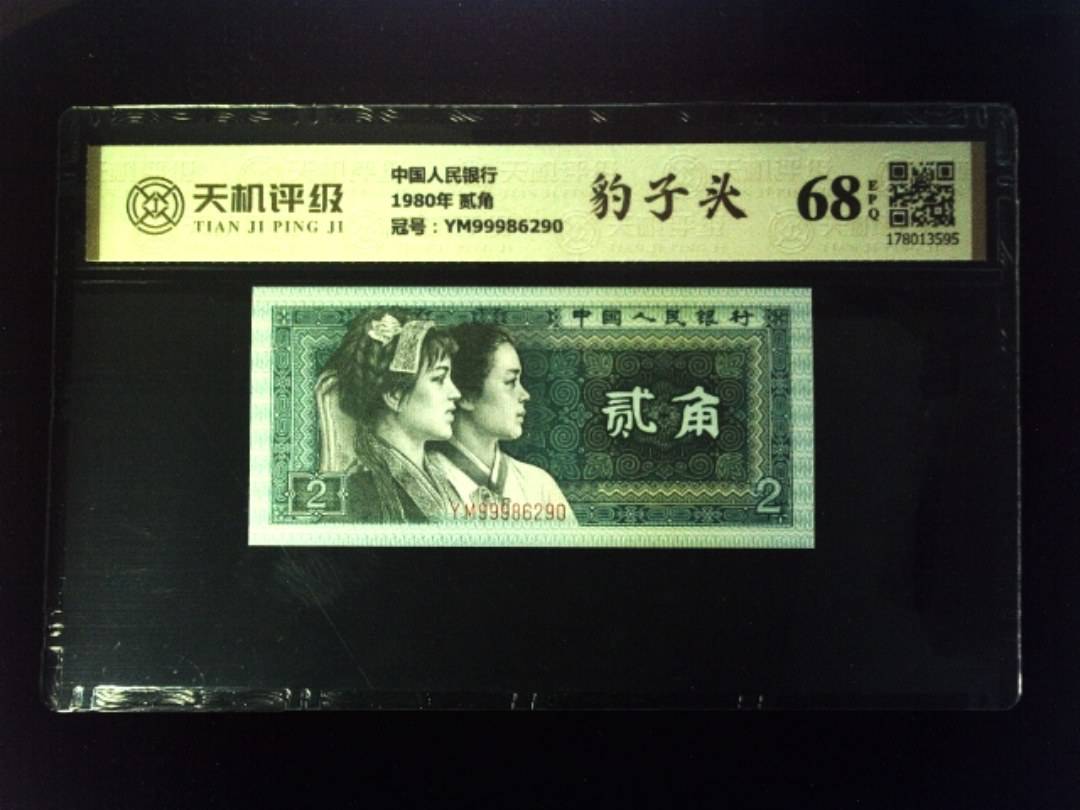 天机评级
TIAN JI PING JI
中国人民银行
1980年 贰角
冠号：YM99986290
豹子头
68
EPQ
178013595
中国人民银行
贰角
2
YM99986290
2